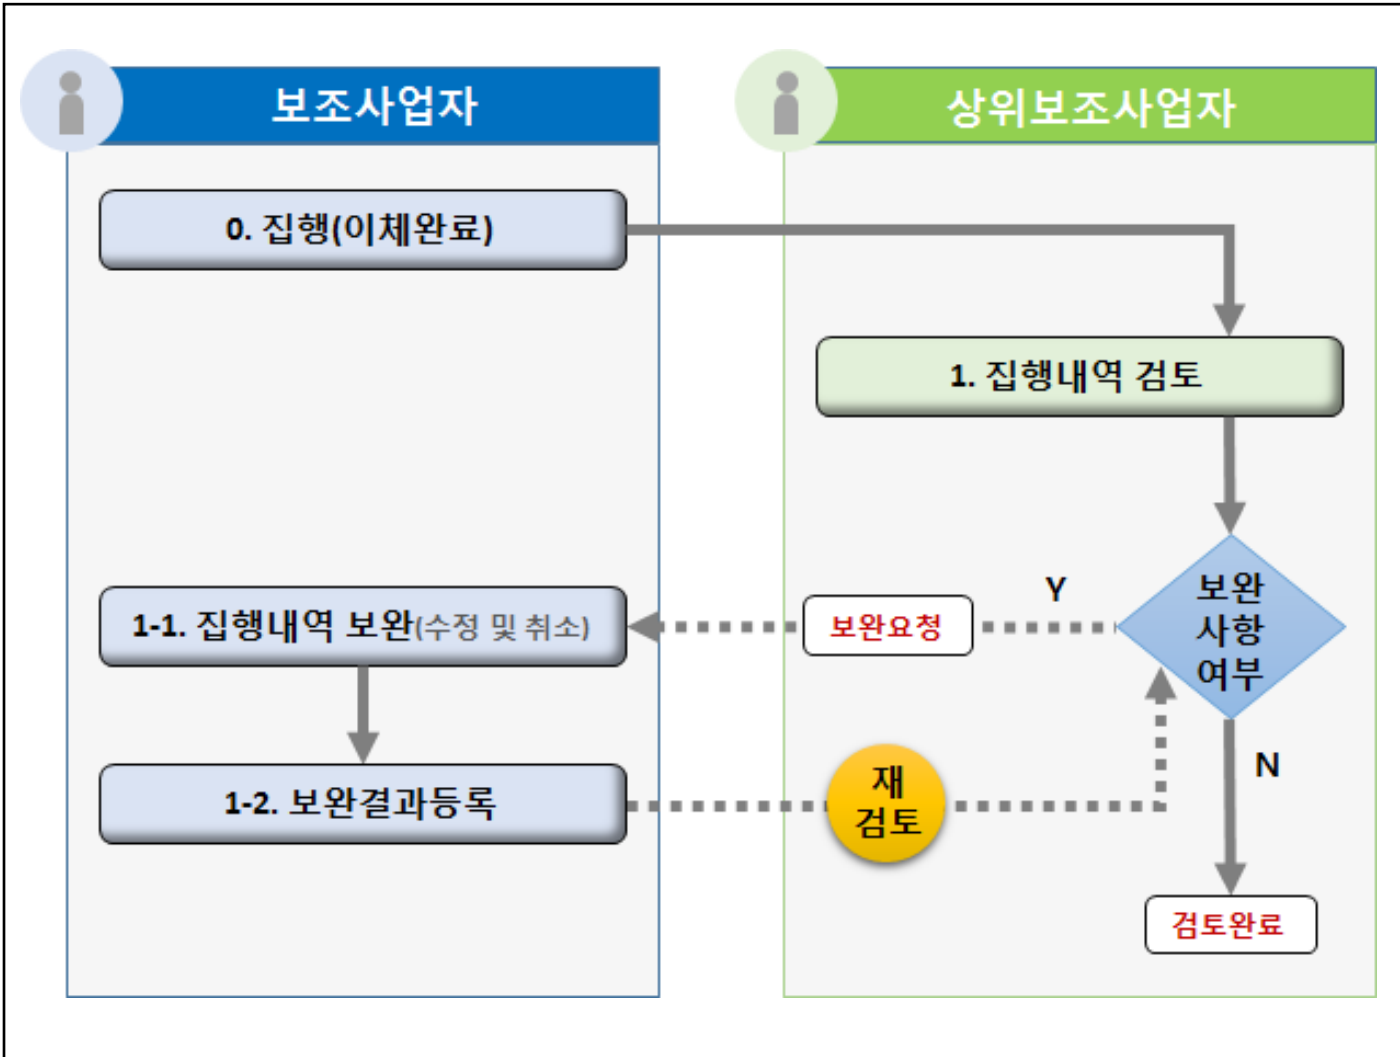 보조사업자
상위보조사업자
0. 집행(이체완료)
1. 집행내역 검토
보완
사항
여부
Y
보완요청
1-1. 집행내역 보완(수정 및 취소)
1-2. 보완결과등록
재
검토
N
검토완료